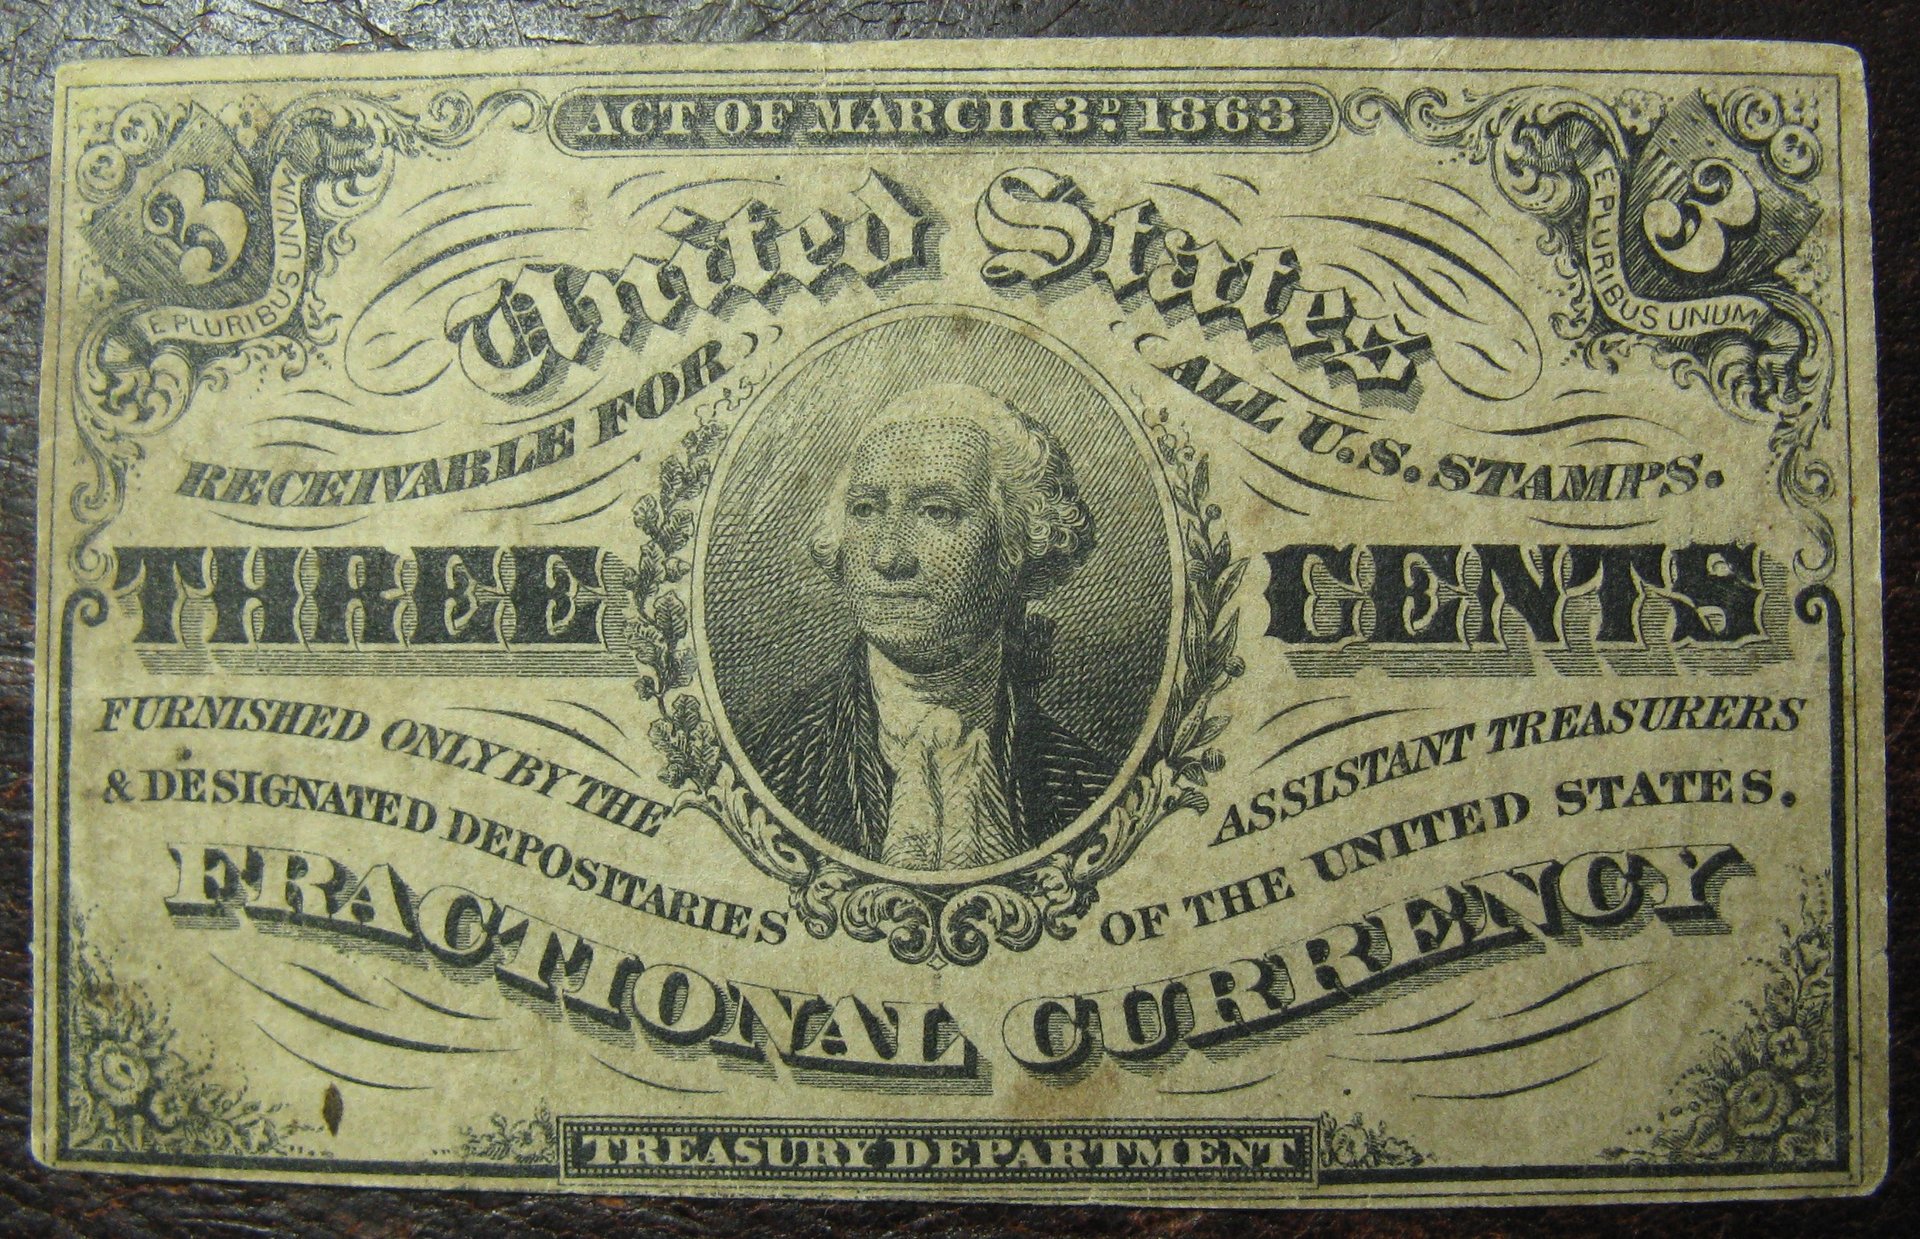 ACT OF MARCH 3D. 1863
3
E PLURIBUS UNUM
3
E PLURIBUS UNUM
United States
RECEIVABLE FOR ALL U.S. STAMPS.
THREE CENTS
FURNISHED ONLY BY THE ASSISTANT TREASURERS
& DESIGNATED DEPOSITARIES OF THE UNITED STATES.
FRACTIONAL CURRENCY
TREASURY DEPARTMENT